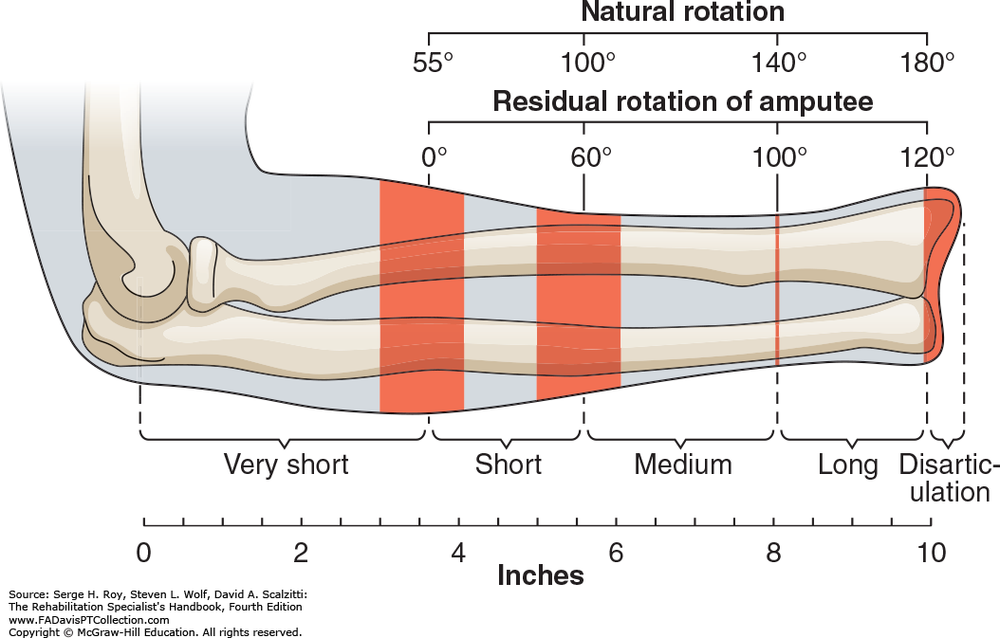 Natural rotation
55° 100° 140° 180°
Residual rotation of amputee
0° 60° 100° 120°
Very short Short Medium Long Disartic-
ulation
0 2 4 6 8 10
Inches
Source: Serge H. Roy, Steven L. Wolf, David A. Scalzitti:
The Rehabilitation Specialist's Handbook, Fourth Edition
www.FADavisPTCollection.com
Copyright © McGraw-Hill Education. All rights reserved.